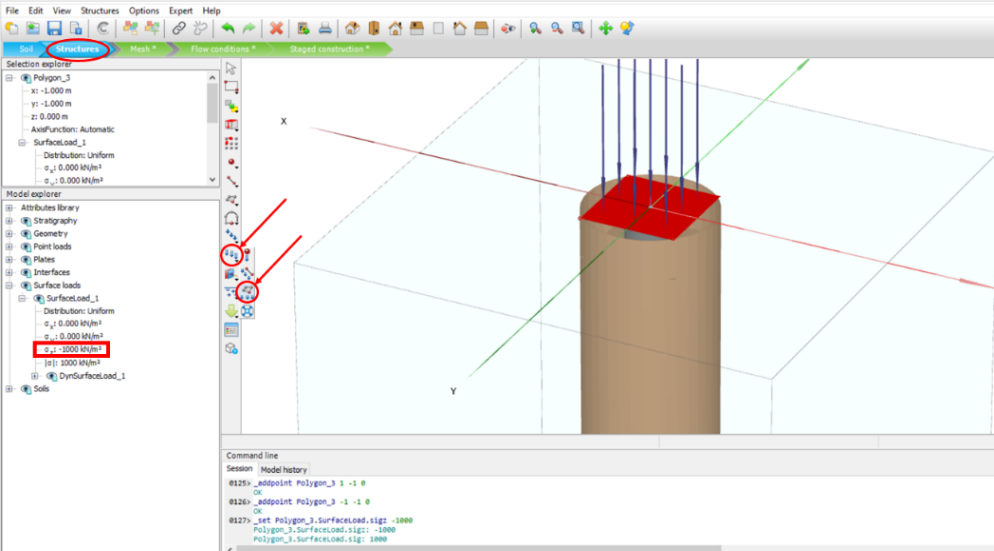 File Edit View Structures Options Expert Help
Soil Structures Mesh * Flow conditions * Staged construction *
Selection explorer
Polygon_3
x: -1.000 m
y: -1.000 m
z: 0.000 m
AxisFunction: Automatic
SurfaceLoad_1
Distribution: Uniform
σx: 0.000 kN/m²
σy: 0.000 kN/m²
Model explorer
Attributes library
Stratigraphy
Geometry
Point loads
Plates
Interfaces
Surface loads
SurfaceLoad_1
Distribution: Uniform
σx: 0.000 kN/m²
σy: 0.000 kN/m²
σz: -1000 kN/m²
|σ|: 1000 kN/m²
DynSurfaceLoad_1
Soils
X
Y
Command line
Session Model history
0125> _addpoint Polygon_3 1 -1 0
OK
0126> _addpoint Polygon_3 -1 -1 0
OK
0127> _set Polygon_3.SurfaceLoad.sigz -1000
Polygon_3.SurfaceLoad.sigz: -1000
Polygon_3.SurfaceLoad.sig: 1000